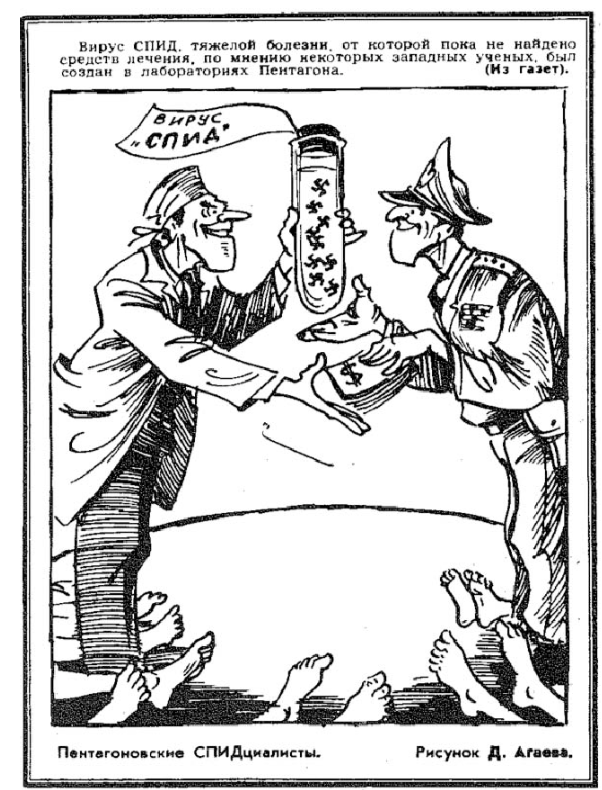 Вирус СПИД, тяжелой болезни, от которой пока не найдено
средств лечения, по мнению некоторых западных ученых, был
создан в лабораториях Пентагона. (Из газет).
ВИРУС
„СПИД"
$
Пентагоновские СПИДциалисты. Рисунок Д. Агаева.